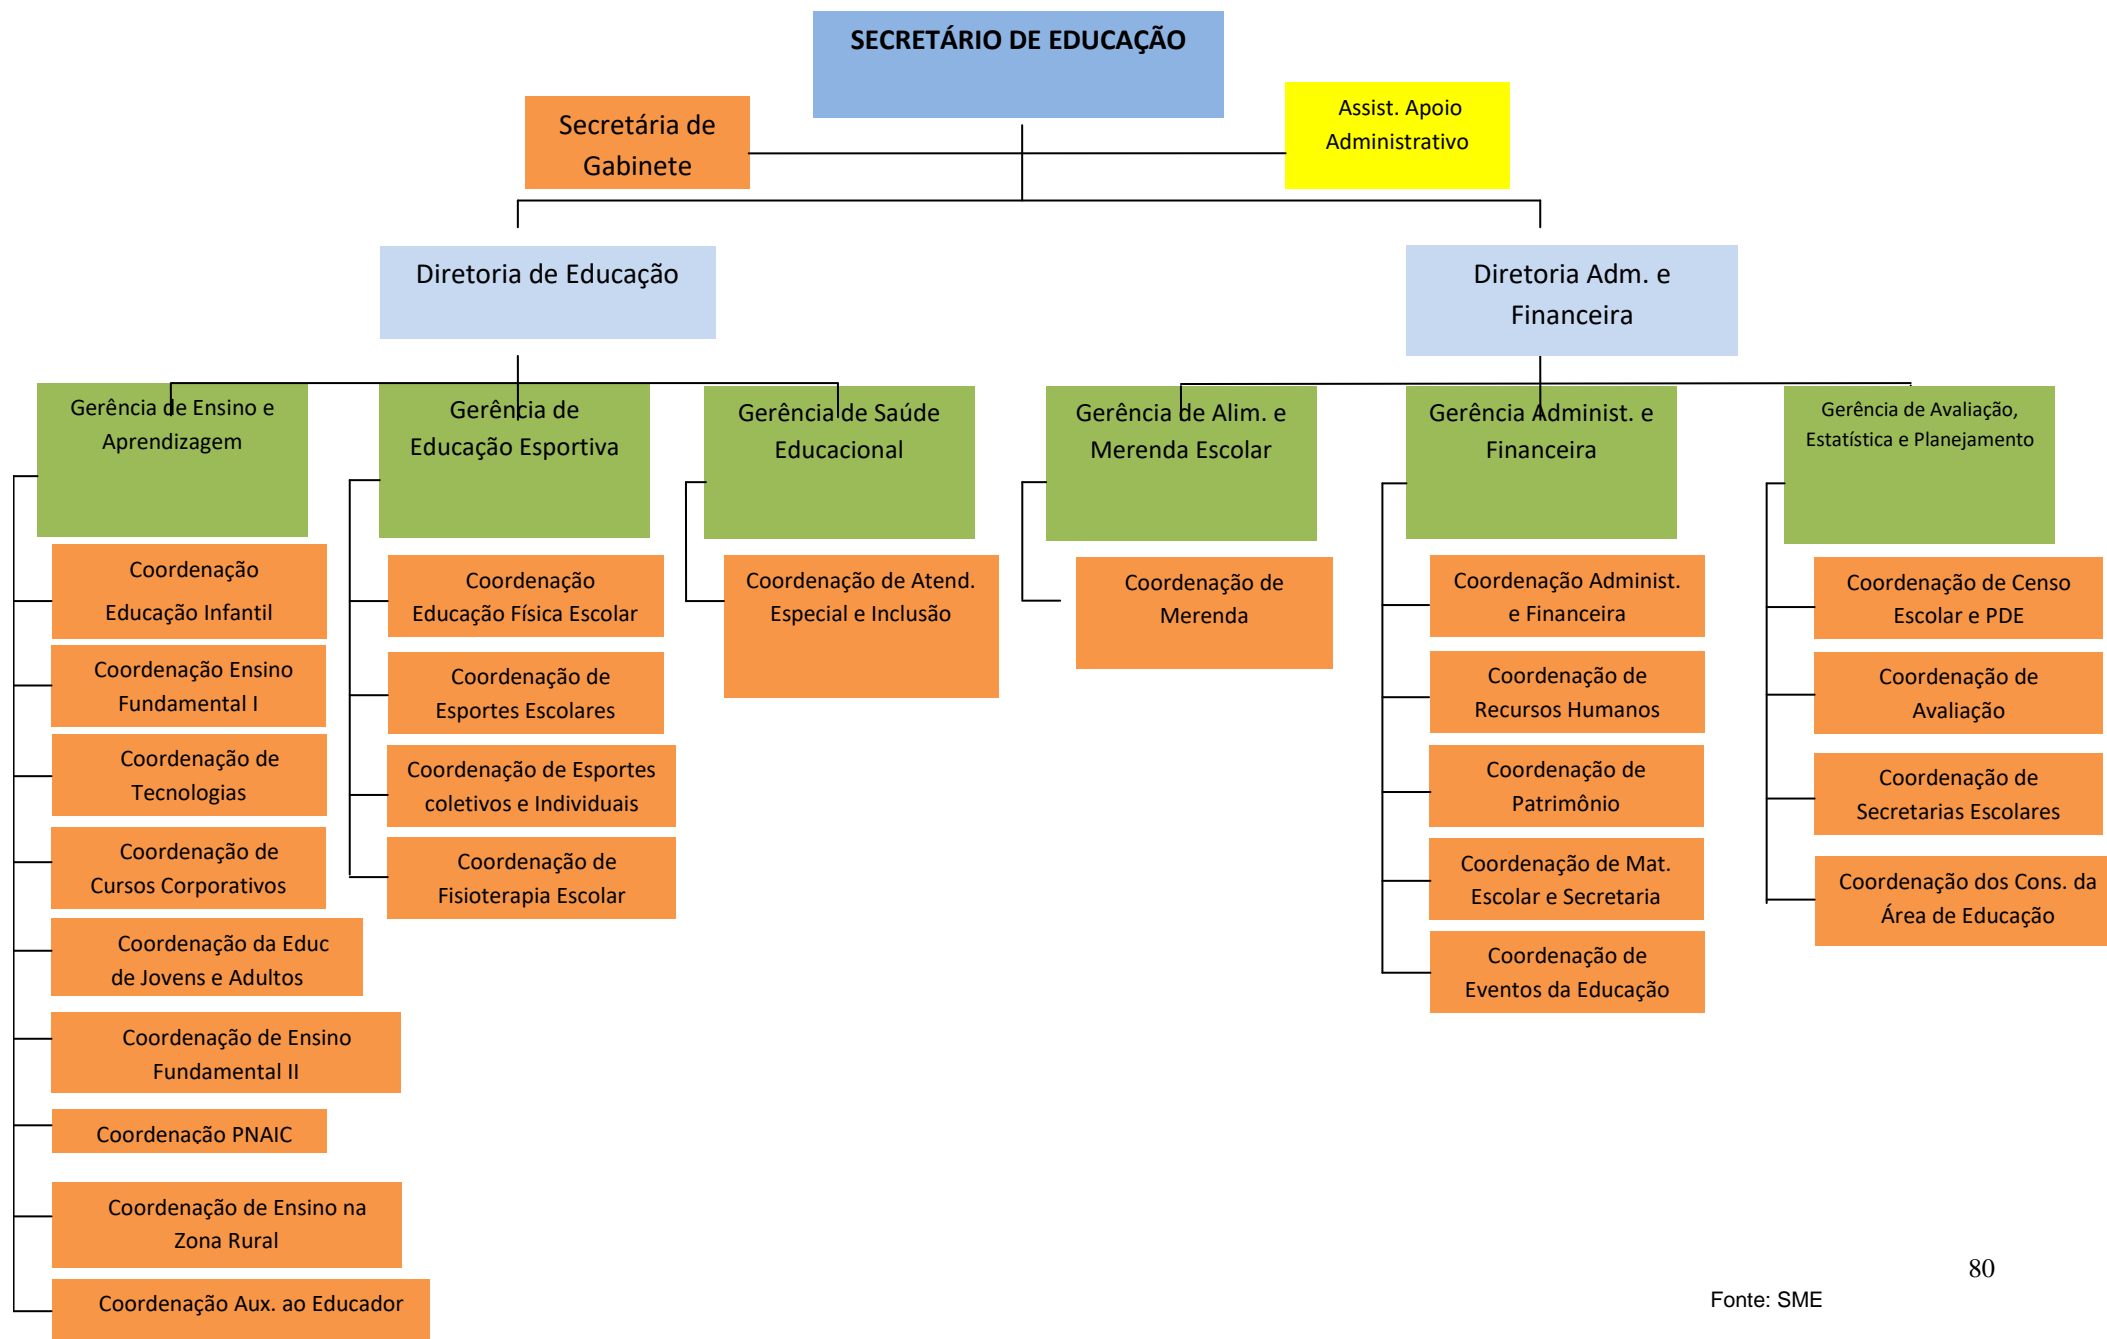 SECRETÁRIO DE EDUCAÇÃO
Secretária de
Gabinete
Assist. Apoio
Administrativo
Diretoria de Educação
Diretoria Adm. e
Financeira
Gerência de Ensino e
Aprendizagem
Gerência de
Educação Esportiva
Gerência de Saúde
Educacional
Gerência de Alim. e
Merenda Escolar
Gerência Administ. e
Financeira
Gerência de Avaliação,
Estatística e Planejamento
Coordenação
Educação Infantil
Coordenação Ensino
Fundamental I
Coordenação de
Tecnologias
Coordenação de
Cursos Corporativos
Coordenação da Educ
de Jovens e Adultos
Coordenação de Ensino
Fundamental II
Coordenação PNAIC
Coordenação de Ensino na
Zona Rural
Coordenação Aux. ao Educador
Coordenação
Educação Física Escolar
Coordenação de
Esportes Escolares
Coordenação de Esportes
coletivos e Individuais
Coordenação de
Fisioterapia Escolar
Coordenação de Atend.
Especial e Inclusão
Coordenação de
Merenda
Coordenação Administ.
e Financeira
Coordenação de
Recursos Humanos
Coordenação de
Patrimônio
Coordenação de Mat.
Escolar e Secretaria
Coordenação de
Eventos da Educação
Coordenação de Censo
Escolar e PDE
Coordenação de
Avaliação
Coordenação de
Secretarias Escolares
Coordenação dos Cons. da
Área de Educação
80
Fonte: SME